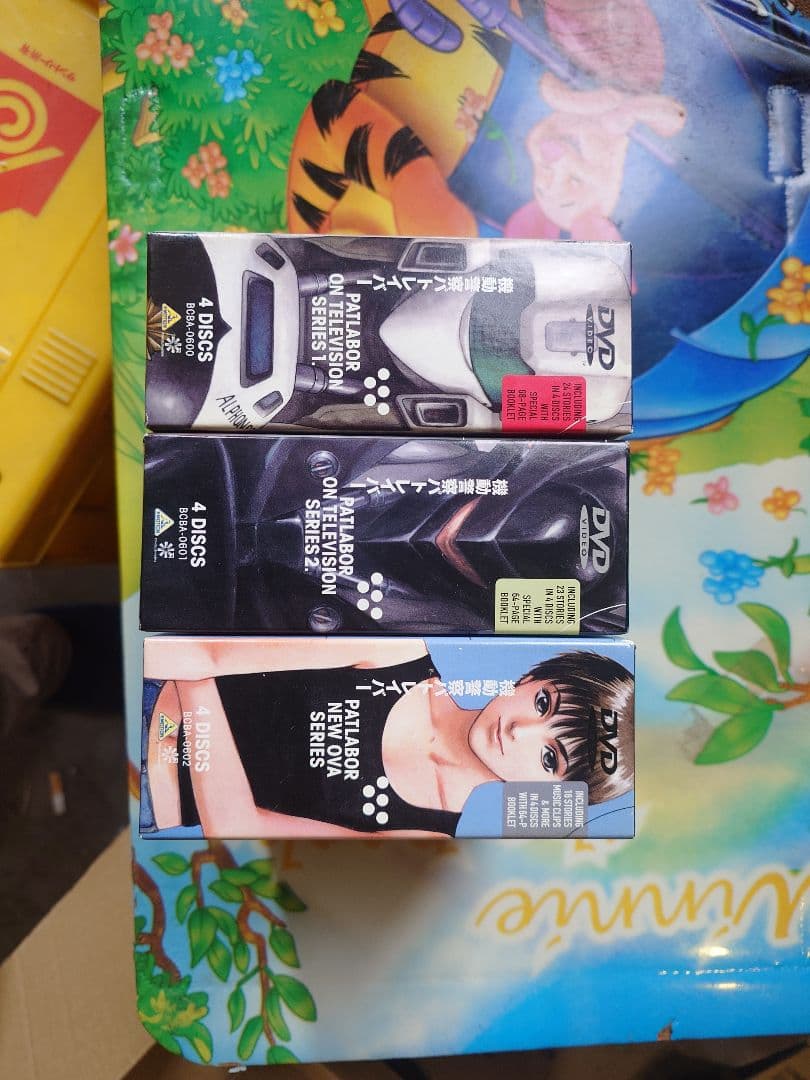 DVD
VIDEO
INCLUDING
24 STORIES
IN 4 DISCS
WITH
SPECIAL
68-PAGE
BOOKLET
機動警察パトレイバー
PATLABOR
ON TELEVISION
SERIES 1.
ALPHON
4 DISCS
BCBA-0600
DVD
VIDEO
INCLUDING
23 STORIES
IN 4 DISCS
WITH
SPECIAL
64-PAGE
BOOKLET
機動警察パトレイバー
PATLABOR
ON TELEVISION
SERIES 2.
4 DISCS
BCBA-0601
DVD
INCLUDING
16 STORIES
MUSIC CLIPS
& MORE
IN 4 DISCS
WITH 64-P
BOOKLET
機動警察パトレイバー
PATLABOR
NEW OVA
SERIES
4 DISCS
BCBA-0602
Winnie